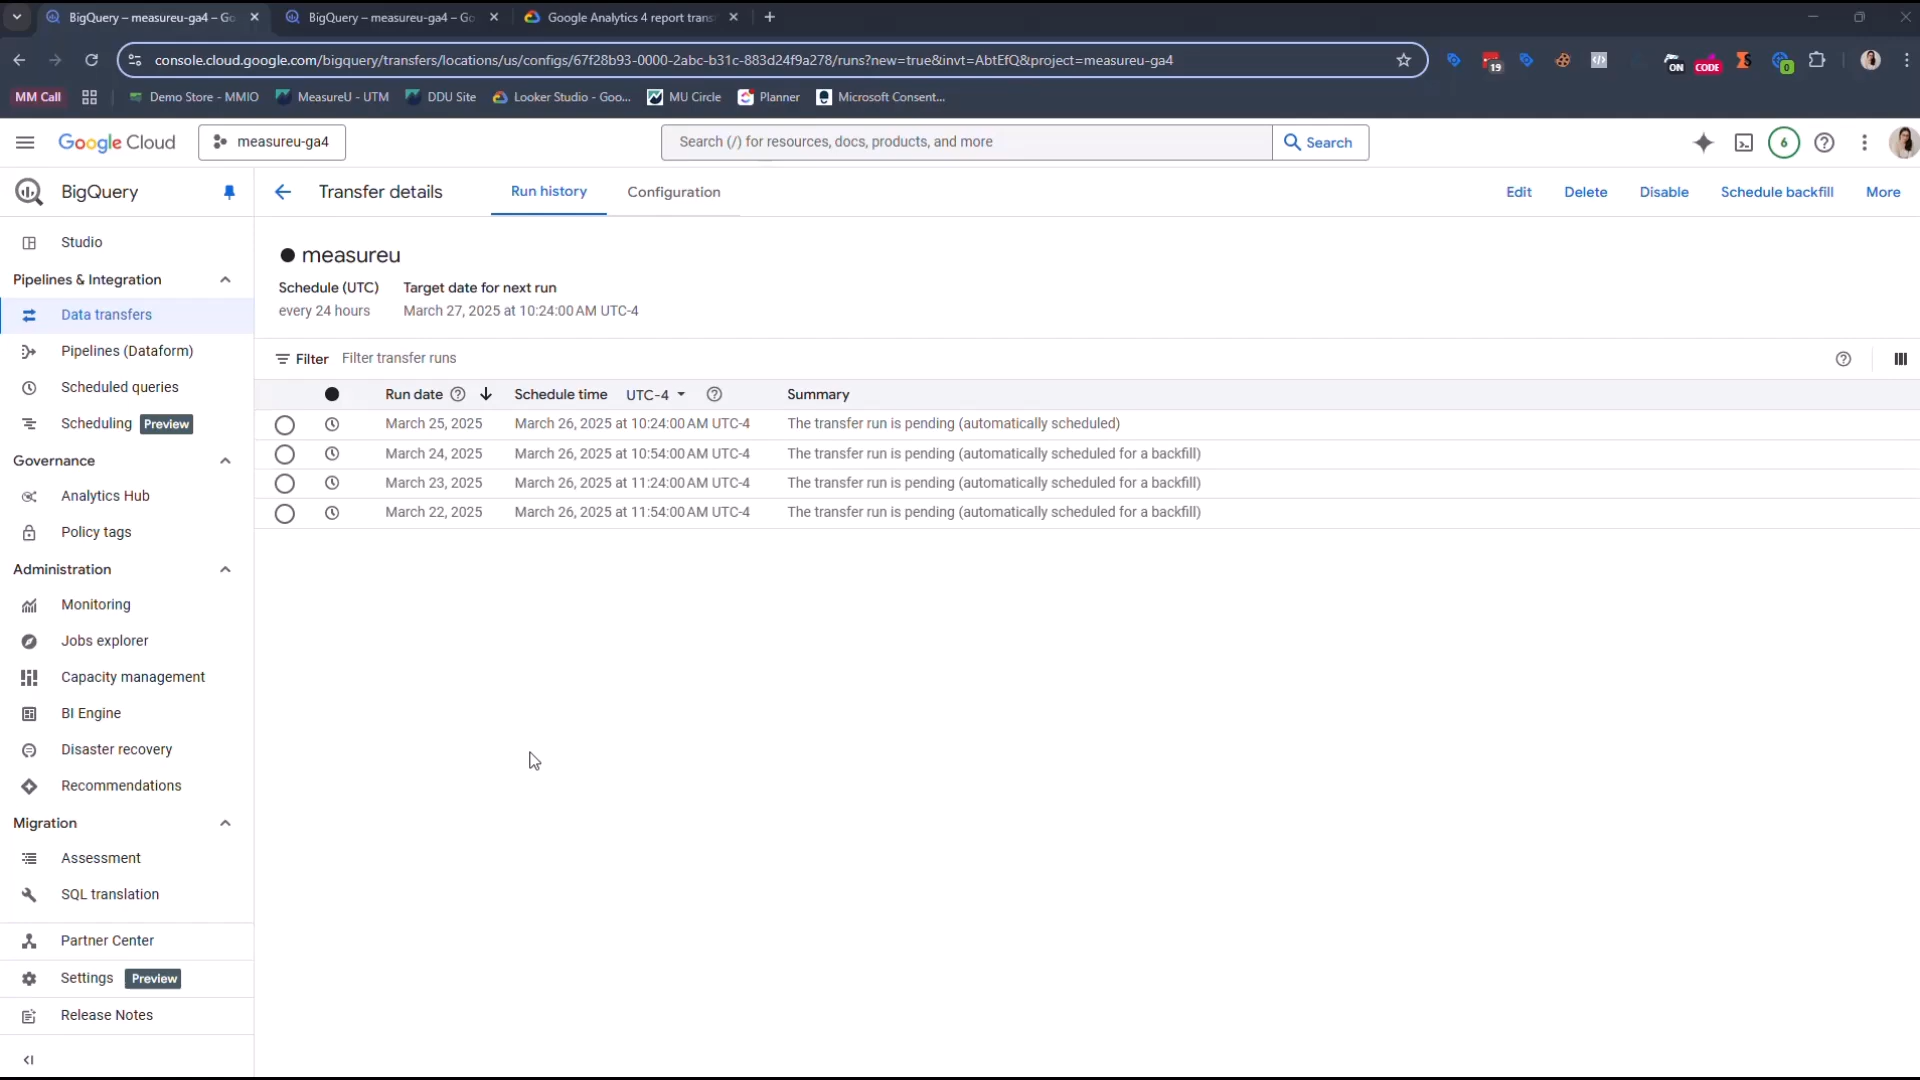 BigQuery – measureu-ga4 – Go
BigQuery – measureu-ga4 – Go
Google Analytics 4 report trans
console.cloud.google.com/bigquery/transfers/locations/us/configs/67f28b93-0000-2abc-b31c-883d24f9a278/runs?new=true&invt=AbtEfQ&project=measureu-ga4
19
ON
CODE
0
MM Call
Demo Store - MMIO
MeasureU - UTM
DDU Site
Looker Studio - Goo...
MU Circle
Planner
Microsoft Consent...
Google Cloud
measureu-ga4
Search (/) for resources, docs, products, and more
Search
6
BigQuery
Transfer details
Run history
Configuration
Edit
Delete
Disable
Schedule backfill
More
Studio
Pipelines & Integration
Data transfers
Pipelines (Dataform)
Scheduled queries
Scheduling Preview
Governance
Analytics Hub
Policy tags
Administration
Monitoring
Jobs explorer
Capacity management
BI Engine
Disaster recovery
Recommendations
Migration
Assessment
SQL translation
Partner Center
Settings Preview
Release Notes
measureu
Schedule (UTC) Target date for next run
every 24 hours March 27, 2025 at 10:24:00 AM UTC-4
Filter Filter transfer runs
Run date Schedule time UTC-4 Summary
March 25, 2025 March 26, 2025 at 10:24:00 AM UTC-4 The transfer run is pending (automatically scheduled)
March 24, 2025 March 26, 2025 at 10:54:00 AM UTC-4 The transfer run is pending (automatically scheduled for a backfill)
March 23, 2025 March 26, 2025 at 11:24:00 AM UTC-4 The transfer run is pending (automatically scheduled for a backfill)
March 22, 2025 March 26, 2025 at 11:54:00 AM UTC-4 The transfer run is pending (automatically scheduled for a backfill)